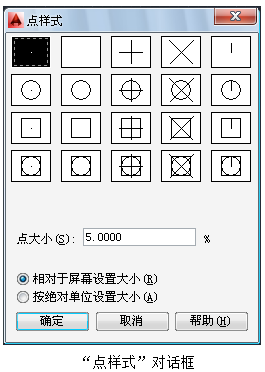 点样式
点大小(S): 5.0000 %
相对于屏幕设置大小(R)
按绝对单位设置大小(A)
确定 取消 帮助(H)
“点样式”对话框